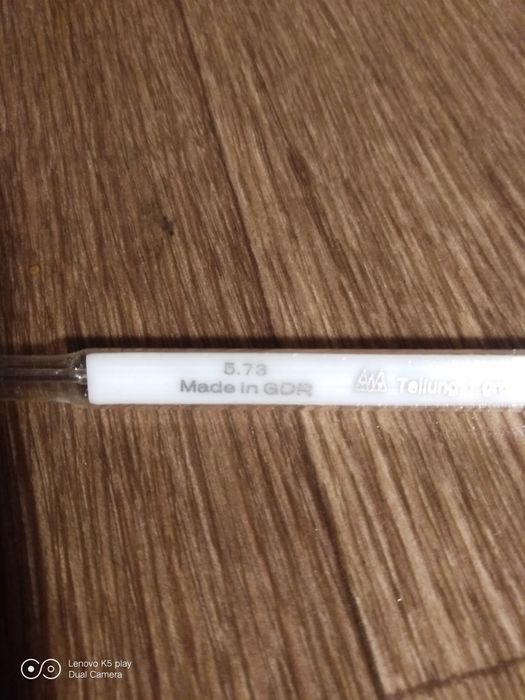 5.73
Made in GDR
Teilung
Lenovo K5 play
Dual Camera